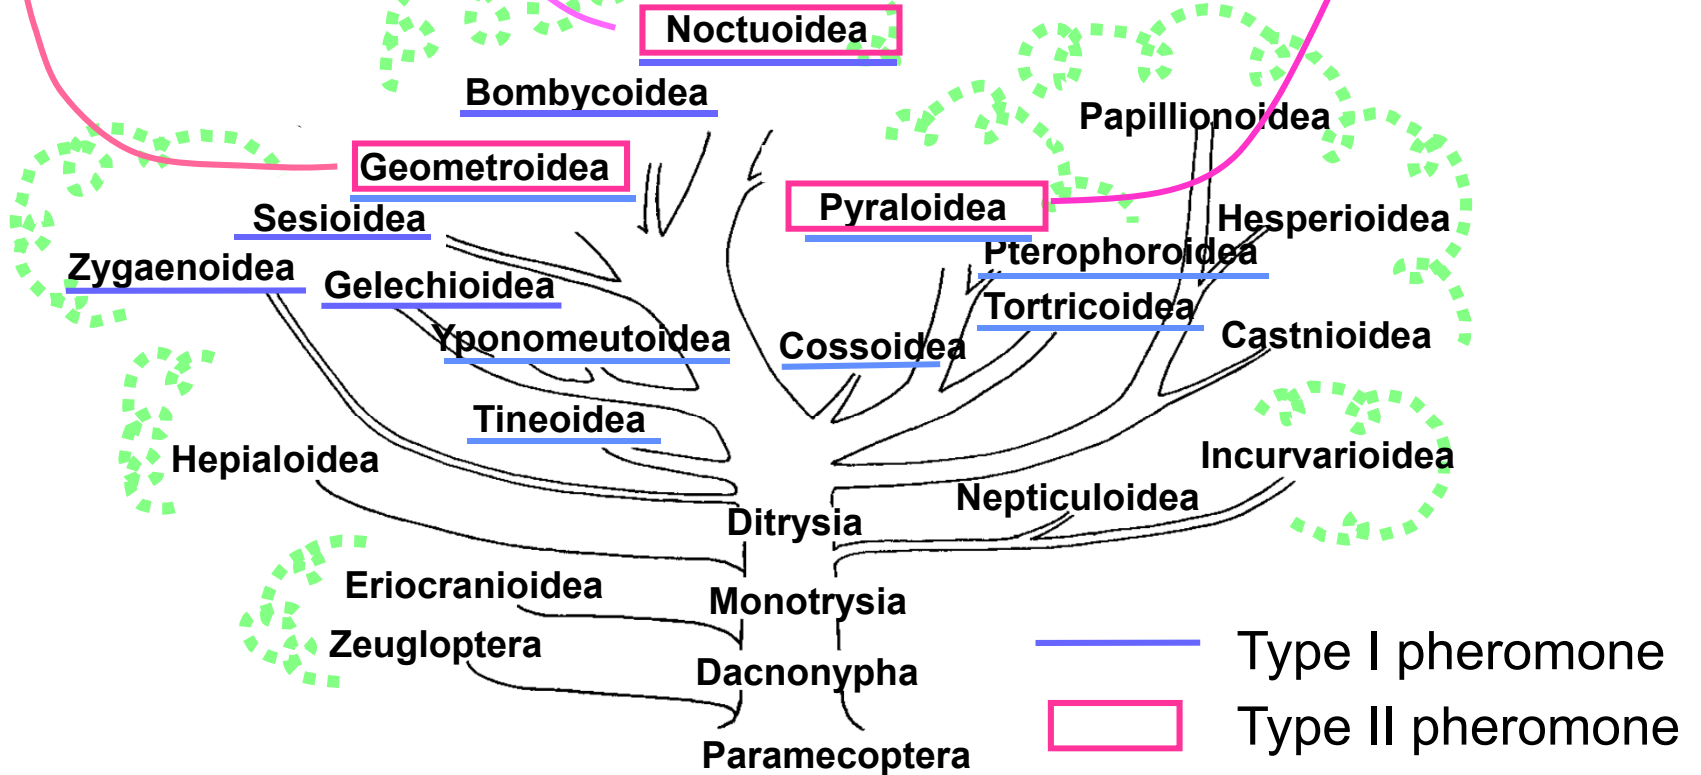 Noctuoidea
Bombycoidea
Papillionoidea
Geometroidea
Pyraloidea
Sesioidea
Hesperioidea
Pterophoroidea
Zygaenoidea
Gelechioidea
Tortricoidea
Yponomeutoidea
Cossoidea
Castnioidea
Tineoidea
Hepialoidea
Incurvarioidea
Nepticuloidea
Ditrysia
Eriocranioidea
Monotrysia
Zeugloptera
Dacnonypha
Type I pheromone
Type II pheromone
Paramecoptera